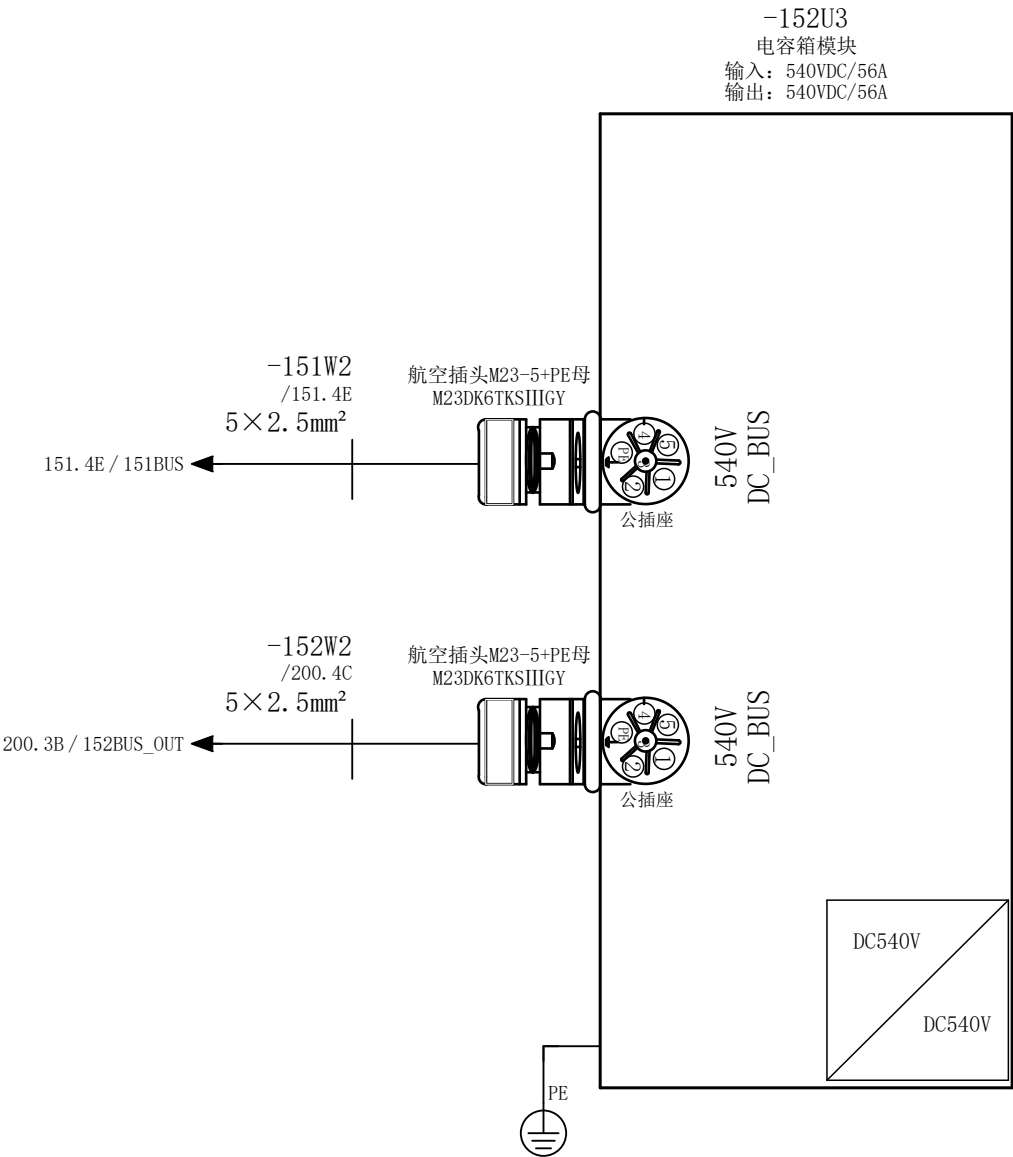 -152U3
电容箱模块
输入: 540VDC/56A
输出: 540VDC/56A
-151W2
/151.4E
5×2.5mm²
航空插头M23-5+PE母
M23DK6TKSIIIGY
151.4E / 151BUS
4
5
PE
3
1
2
公插座
540V
DC_BUS
-152W2
/200.4C
5×2.5mm²
航空插头M23-5+PE母
M23DK6TKSIIIGY
200.3B / 152BUS_OUT
4
5
PE
3
1
2
公插座
540V
DC_BUS
DC540V
DC540V
PE